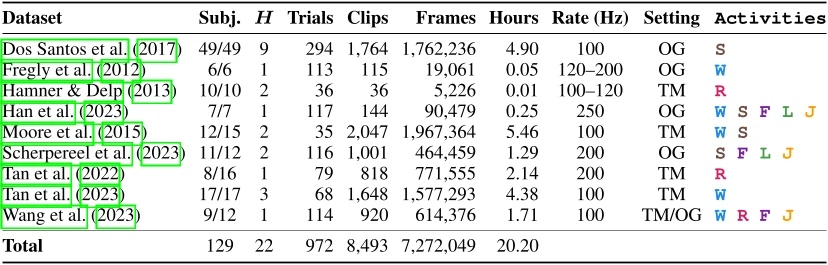 Dataset Subj. H Trials Clips Frames Hours Rate (Hz) Setting Activities
Dos Santos et al. (2017) 49/49 9 294 1,764 1,762,236 4.90 100 OG S
Fregly et al. (2012) 6/6 1 113 115 19,061 0.05 120–200 OG W
Hamner & Delp (2013) 10/10 2 36 36 5,226 0.01 100–120 TM R
Han et al. (2023) 7/7 1 117 144 90,479 0.25 250 OG W S F L J
Moore et al. (2015) 12/15 2 35 2,047 1,967,364 5.46 100 TM W S
Scherpereel et al. (2023) 11/12 2 116 1,001 464,459 1.29 200 OG S F L J
Tan et al. (2022) 8/16 1 79 818 771,555 2.14 200 TM R
Tan et al. (2023) 17/17 3 68 1,648 1,577,293 4.38 100 TM W
Wang et al. (2023) 9/12 1 114 920 614,376 1.71 100 TM/OG W R F J
Total 129 22 972 8,493 7,272,049 20.20